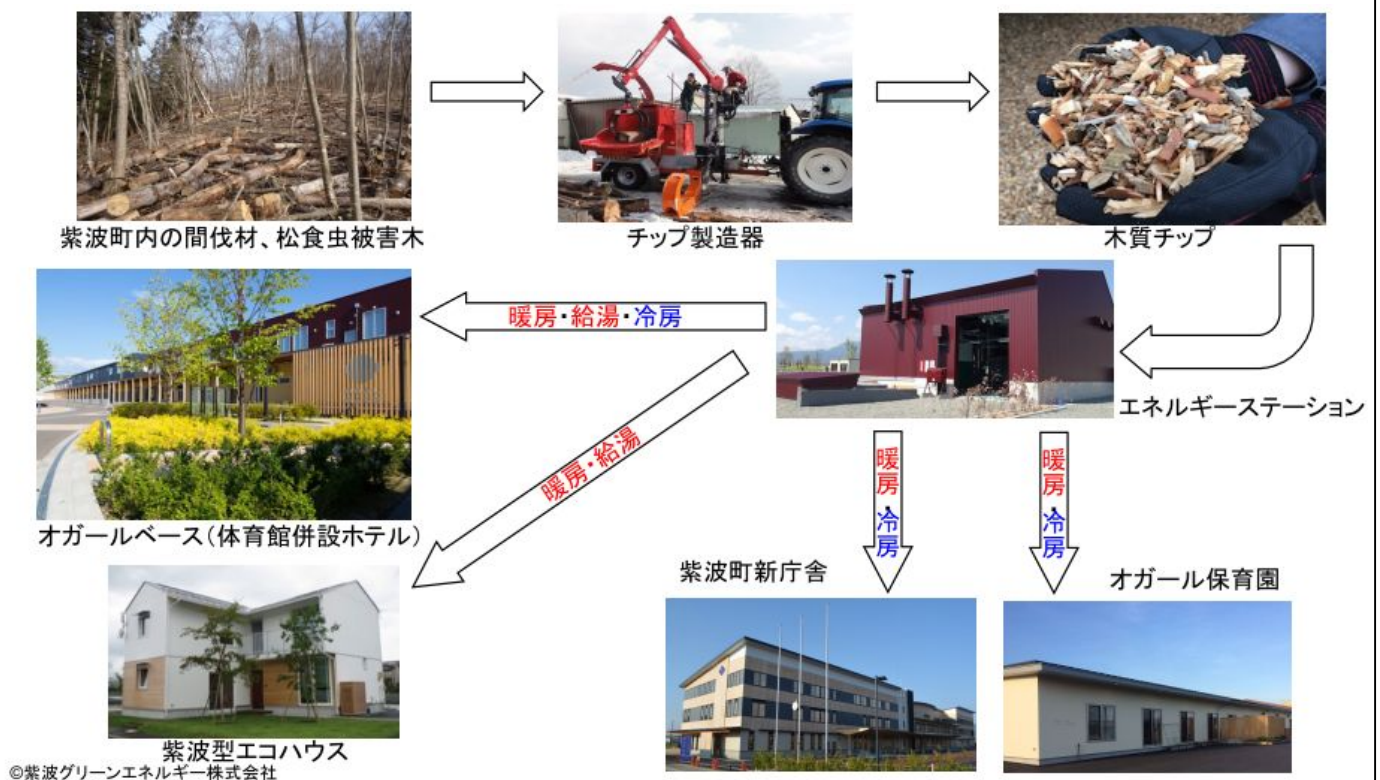 紫波町内の間伐材、松食虫被害木
チップ製造器
木質チップ
暖房・給湯・冷房
エネルギーステーション
暖房・給湯
暖房・冷房
暖房・冷房
オガールベース(体育館併設ホテル)
紫波町新庁舎
オガール保育園
紫波型エコハウス
©紫波グリーンエネルギー株式会社